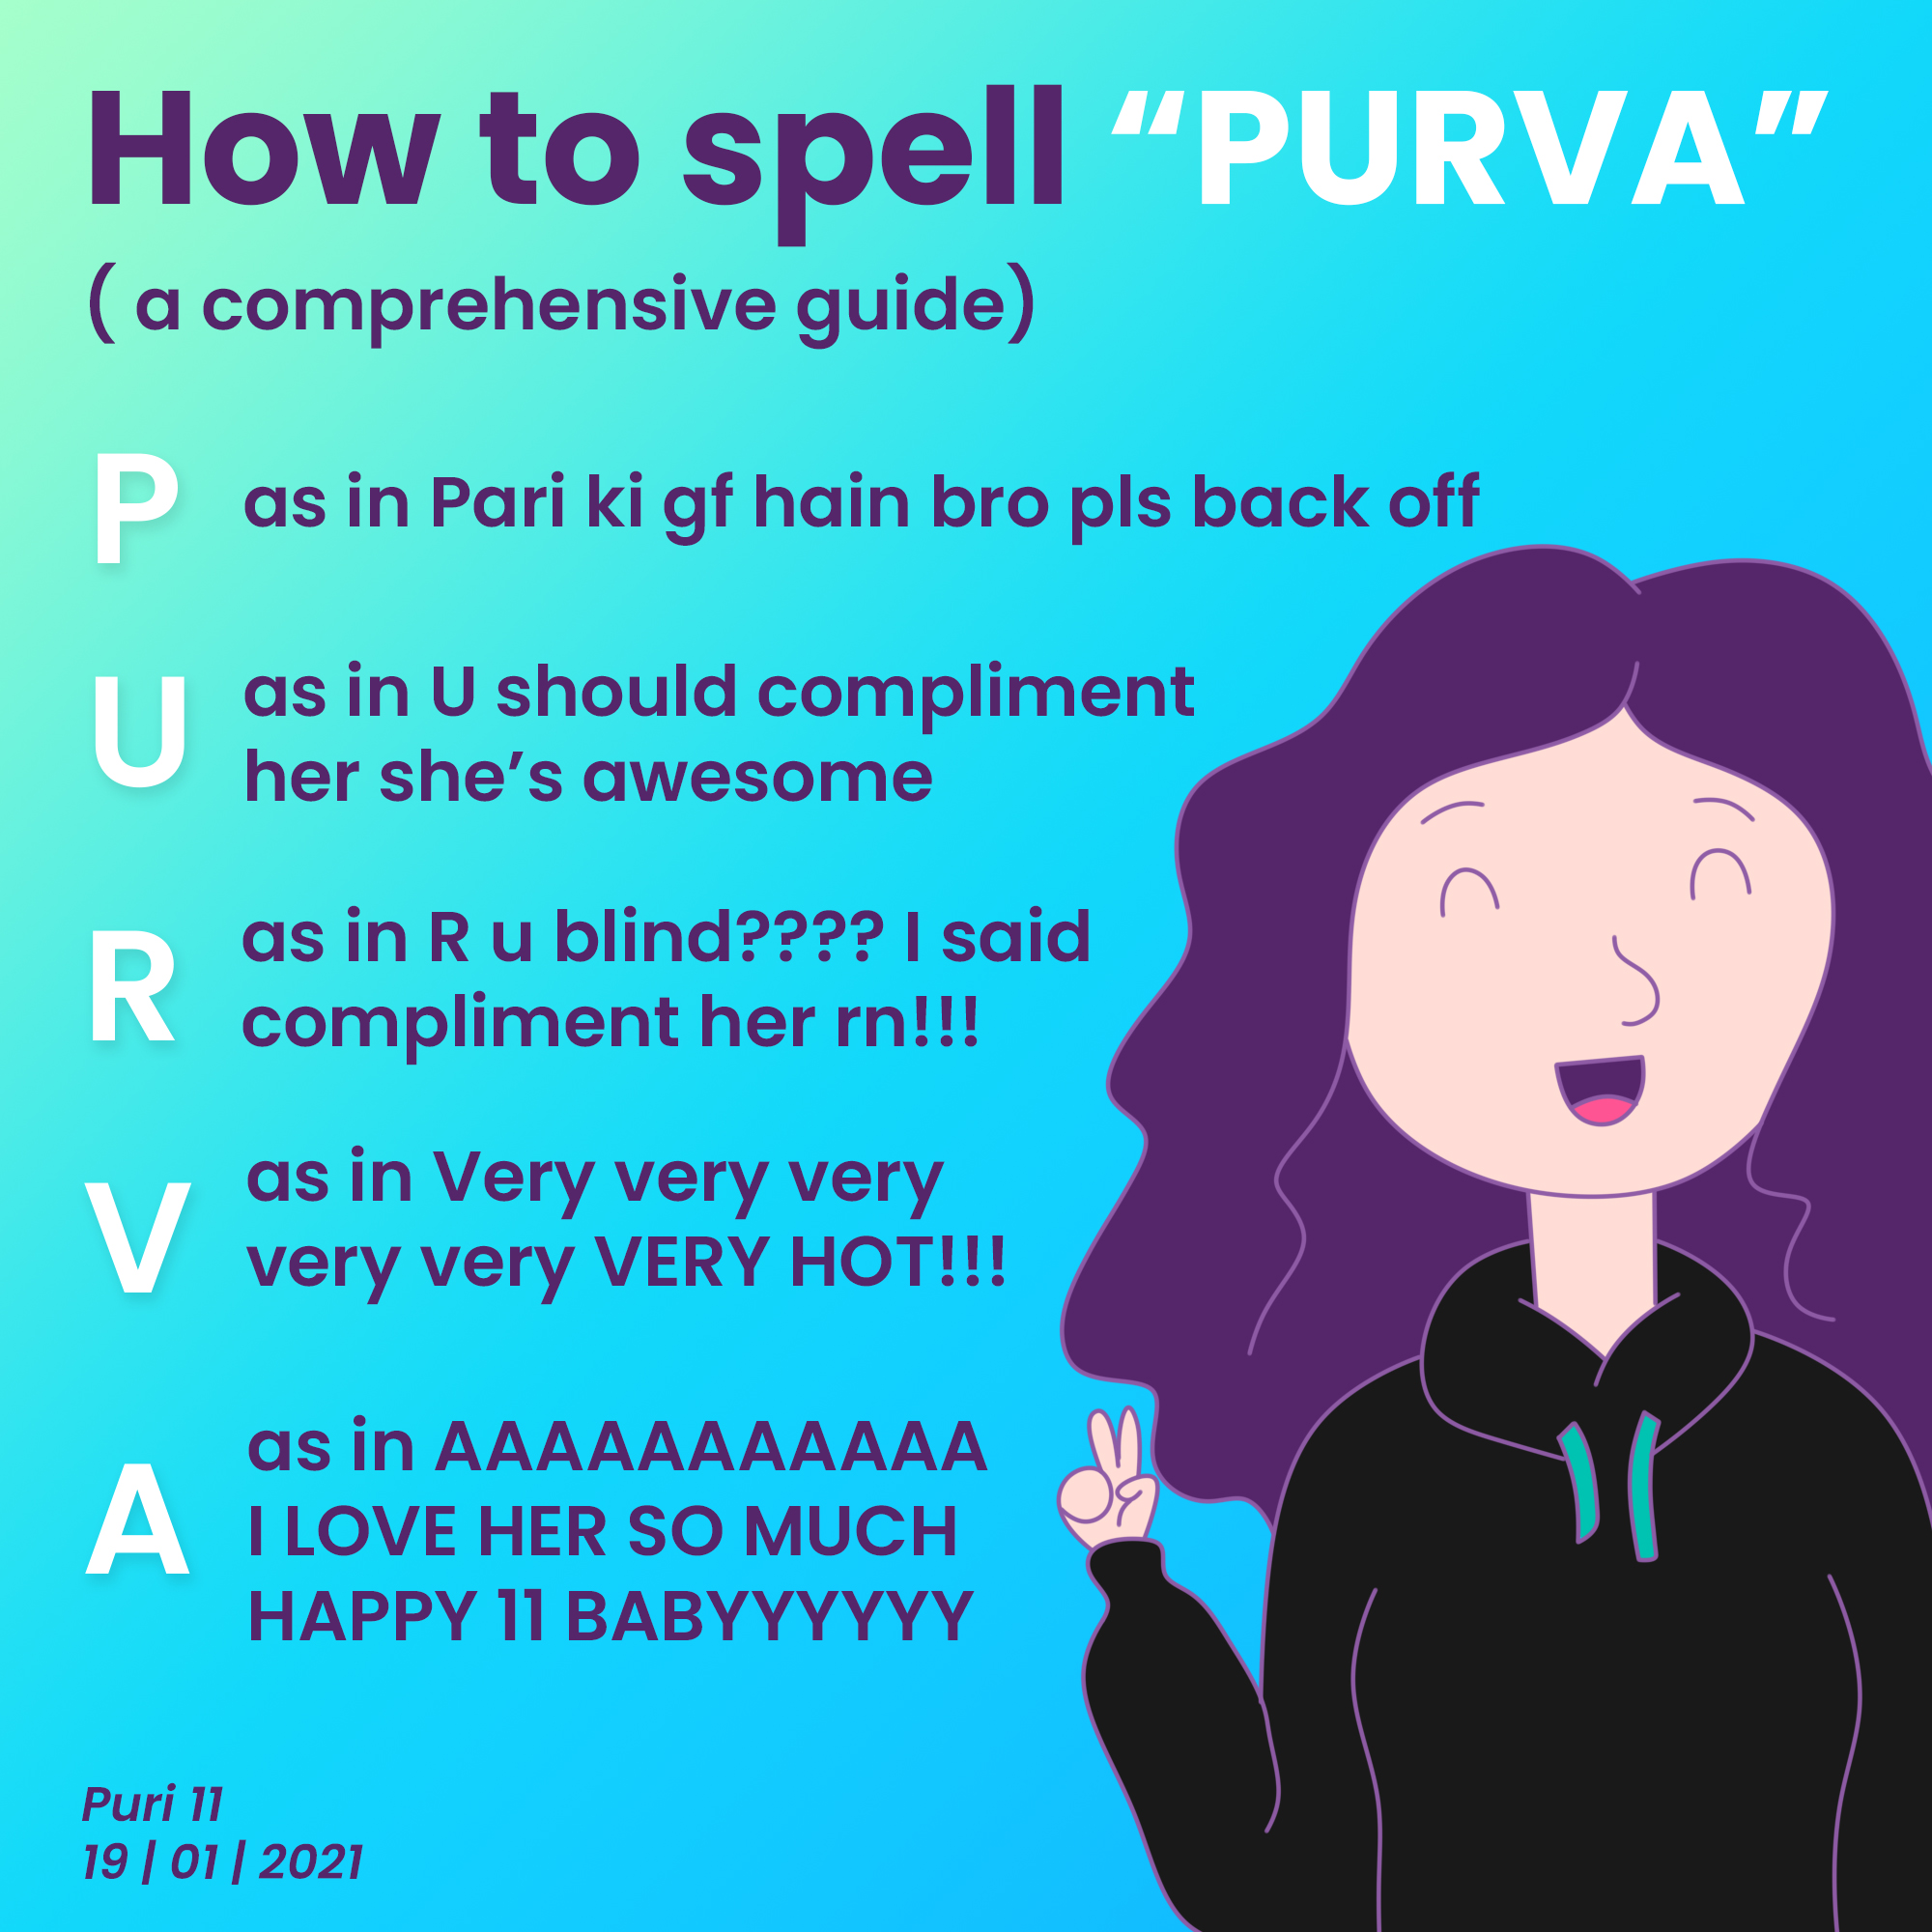 How to spell “PURVA”
( a comprehensive guide)
P as in Pari ki gf hain bro pls back off
U as in U should compliment
her she’s awesome
R as in R u blind???? I said
compliment her rn!!!
V as in Very very very
very very VERY HOT!!!
A as in AAAAAAAAAAA
I LOVE HER SO MUCH
HAPPY 11 BABYYYYYY
Puri 11
19 | 01 | 2021